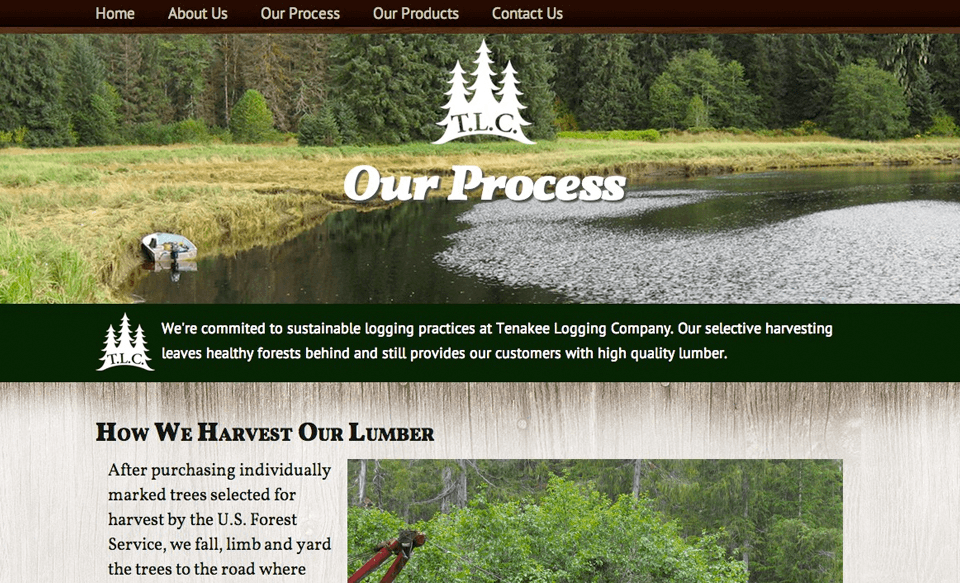 Home About Us Our Process Our Products Contact Us
T.L.C.
Our Process
T.L.C.
We're commited to sustainable logging practices at Tenakee Logging Company. Our selective harvesting
leaves healthy forests behind and still provides our customers with high quality lumber.
How We Harvest Our Lumber
After purchasing individually
marked trees selected for
harvest by the U.S. Forest
Service, we fall, limb and yard
the trees to the road where